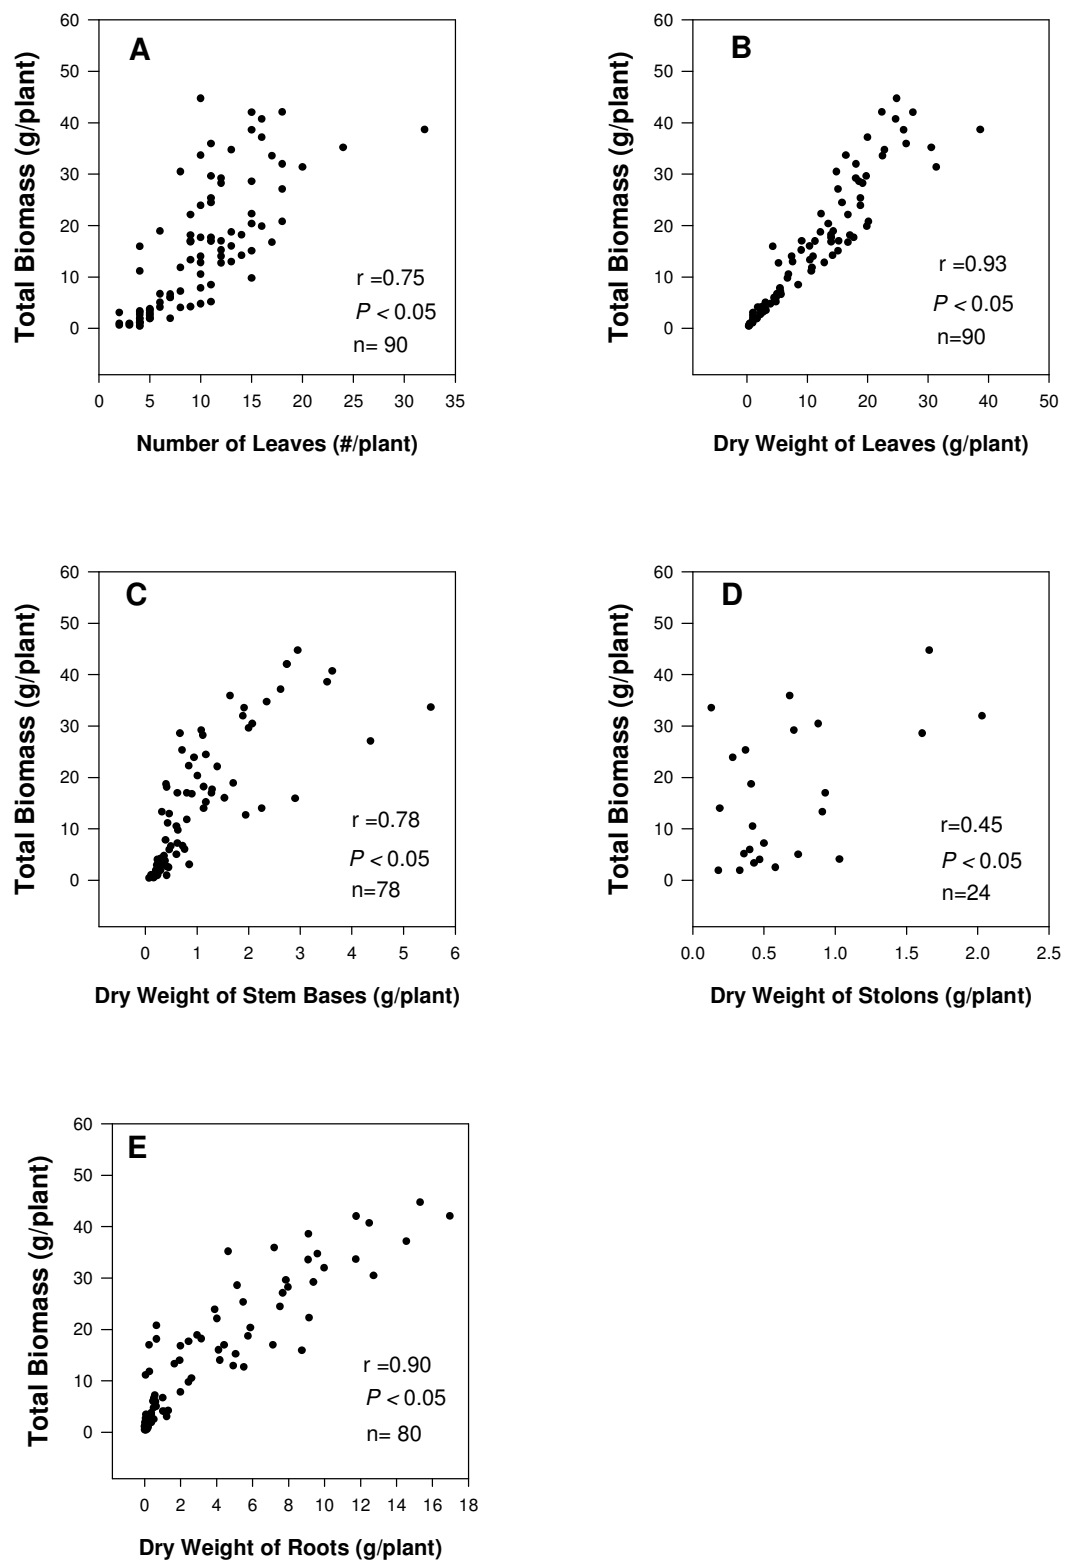 A
Total Biomass (g/plant)
60
50
40
30
20
10
0
r =0.75
P < 0.05
n= 90
0 5 10 15 20 25 30 35
Number of Leaves (#/plant)
B
Total Biomass (g/plant)
60
50
40
30
20
10
0
r =0.93
P < 0.05
n=90
0 10 20 30 40 50
Dry Weight of Leaves (g/plant)
C
Total Biomass (g/plant)
60
50
40
30
20
10
0
r =0.78
P < 0.05
n=78
0 1 2 3 4 5 6
Dry Weight of Stem Bases (g/plant)
D
Total Biomass (g/plant)
60
50
40
30
20
10
0
r=0.45
P < 0.05
n=24
0.0 0.5 1.0 1.5 2.0 2.5
Dry Weight of Stolons (g/plant)
E
Total Biomass (g/plant)
60
50
40
30
20
10
0
r =0.90
P < 0.05
n= 80
0 2 4 6 8 10 12 14 16 18
Dry Weight of Roots (g/plant)